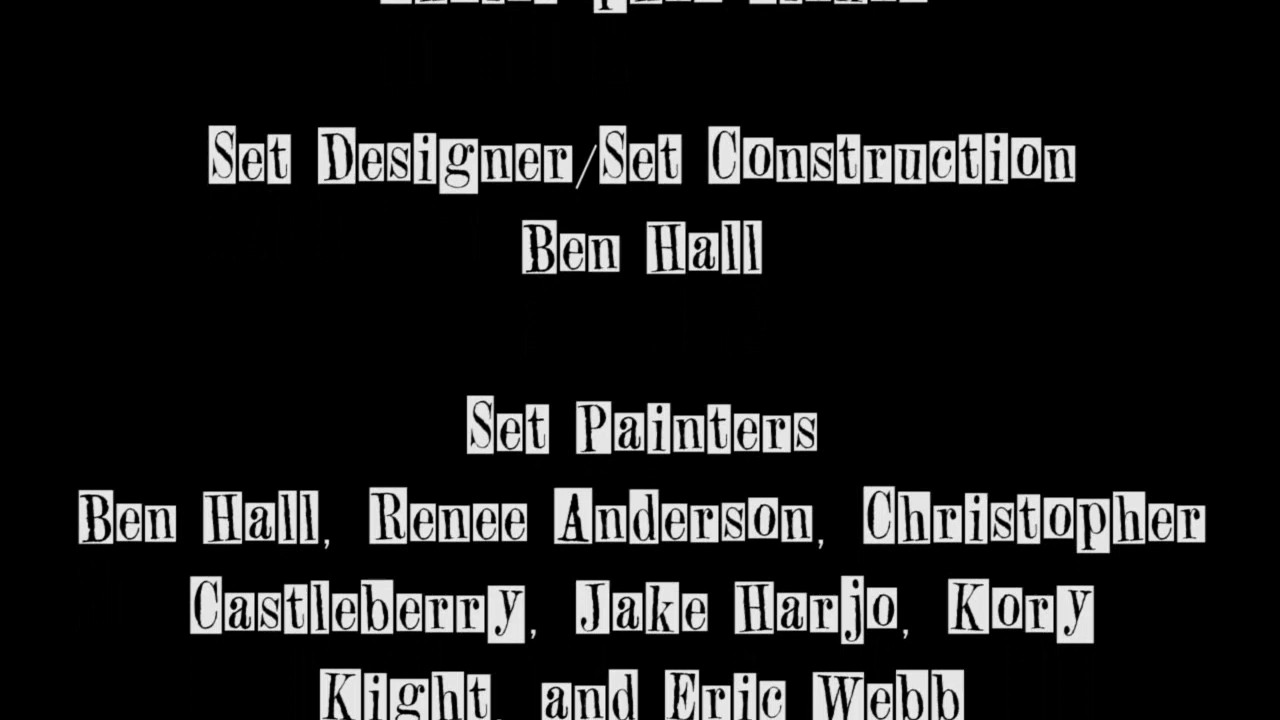 Set Designer/Set Construction
Ben Hall
Set Painters
Ben Hall, Renee Anderson, Christopher
Castleberry, Jake Harjo, Kory
Kight, and Eric Webb